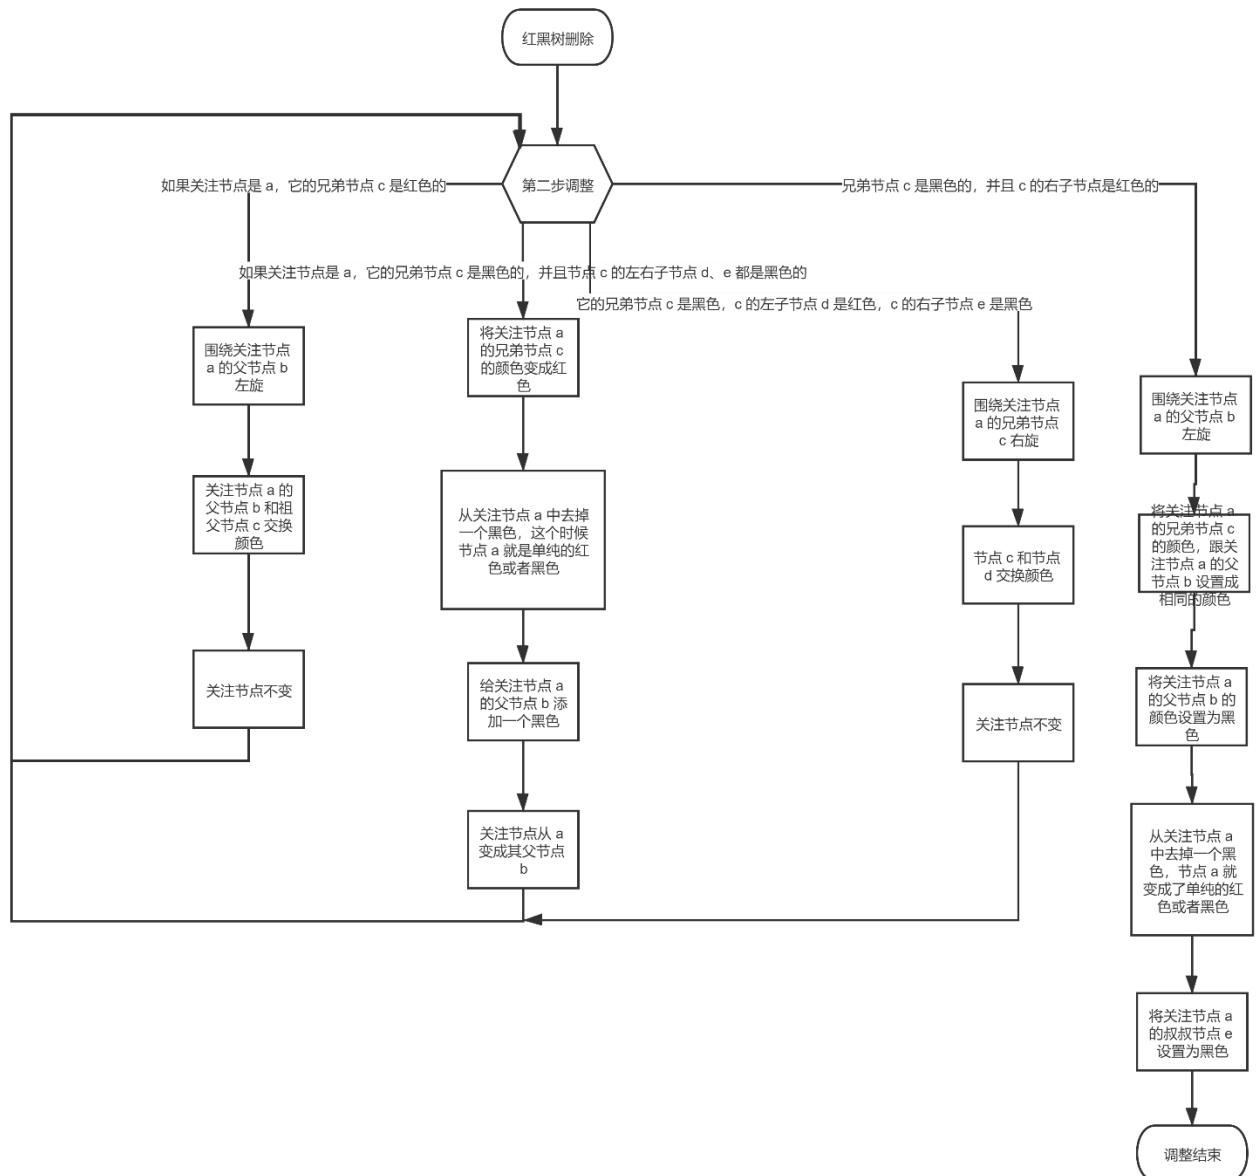 红黑树删除
第二步调整
如果关注节点是 a，它的兄弟节点 c 是红色的
兄弟节点 c 是黑色的，并且 c 的右子节点是红色的
如果关注节点是 a，它的兄弟节点 c 是黑色的，并且节点 c 的左右子节点 d、e 都是黑色的
它的兄弟节点 c 是黑色，c 的左子节点 d 是红色，c 的右子节点 e 是黑色
围绕关注节点
a 的父节点 b
左旋
关注节点 a 的
父节点 b 和祖
父节点 c 交换
颜色
关注节点不变
将关注节点 a
的兄弟节点 c
的颜色变成红
色
从关注节点 a 中去掉
一个黑色，这个时候
节点 a 就是单纯的红
色或者黑色
给关注节点 a
的父节点 b 添
加一个黑色
关注节点从 a
变成其父节点
b
围绕关注节点
a 的兄弟节点
c 右旋
节点 c 和节点
d 交换颜色
关注节点不变
围绕关注节点
a 的父节点 b
左旋
将关注节点 a
的兄弟节点 c
的颜色，跟关
注节点 a 的父
节点 b 设置成
相同的颜色
将关注节点 a
的父节点 b 的
颜色设置为黑
色
从关注节点 a
中去掉一个黑
色，节点 a 就
变成了单纯的红
色或者黑色
将关注节点 a
的叔叔节点 e
设置为黑色
调整结束